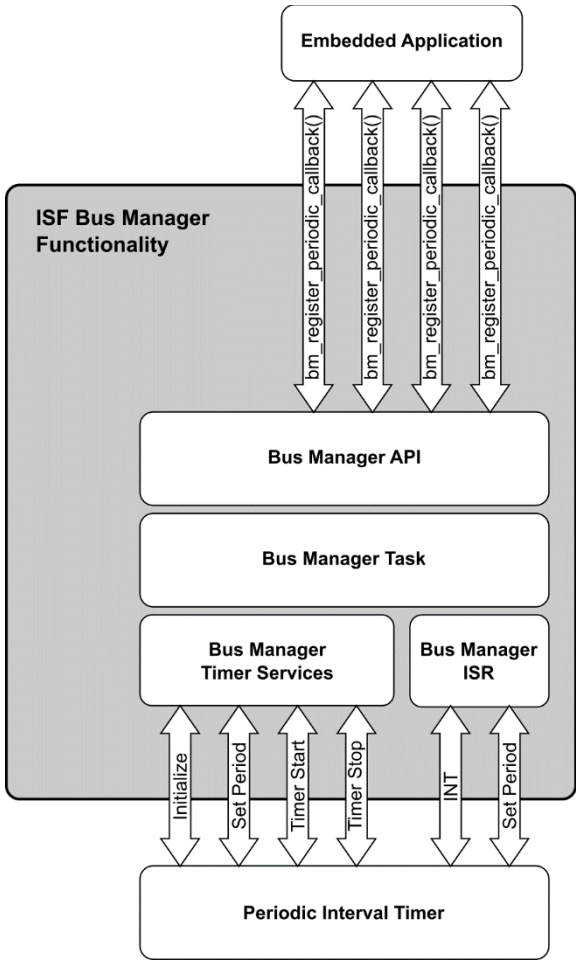 Embedded Application
bm_register_periodic_callback()
bm_register_periodic_callback()
bm_register_periodic_callback()
bm_register_periodic_callback()
ISF Bus Manager
Functionality
Bus Manager API
Bus Manager Task
Bus Manager
Timer Services
Bus Manager
ISR
Initialize
Set Period
Timer Start
Timer Stop
INT
Set Period
Periodic Interval Timer